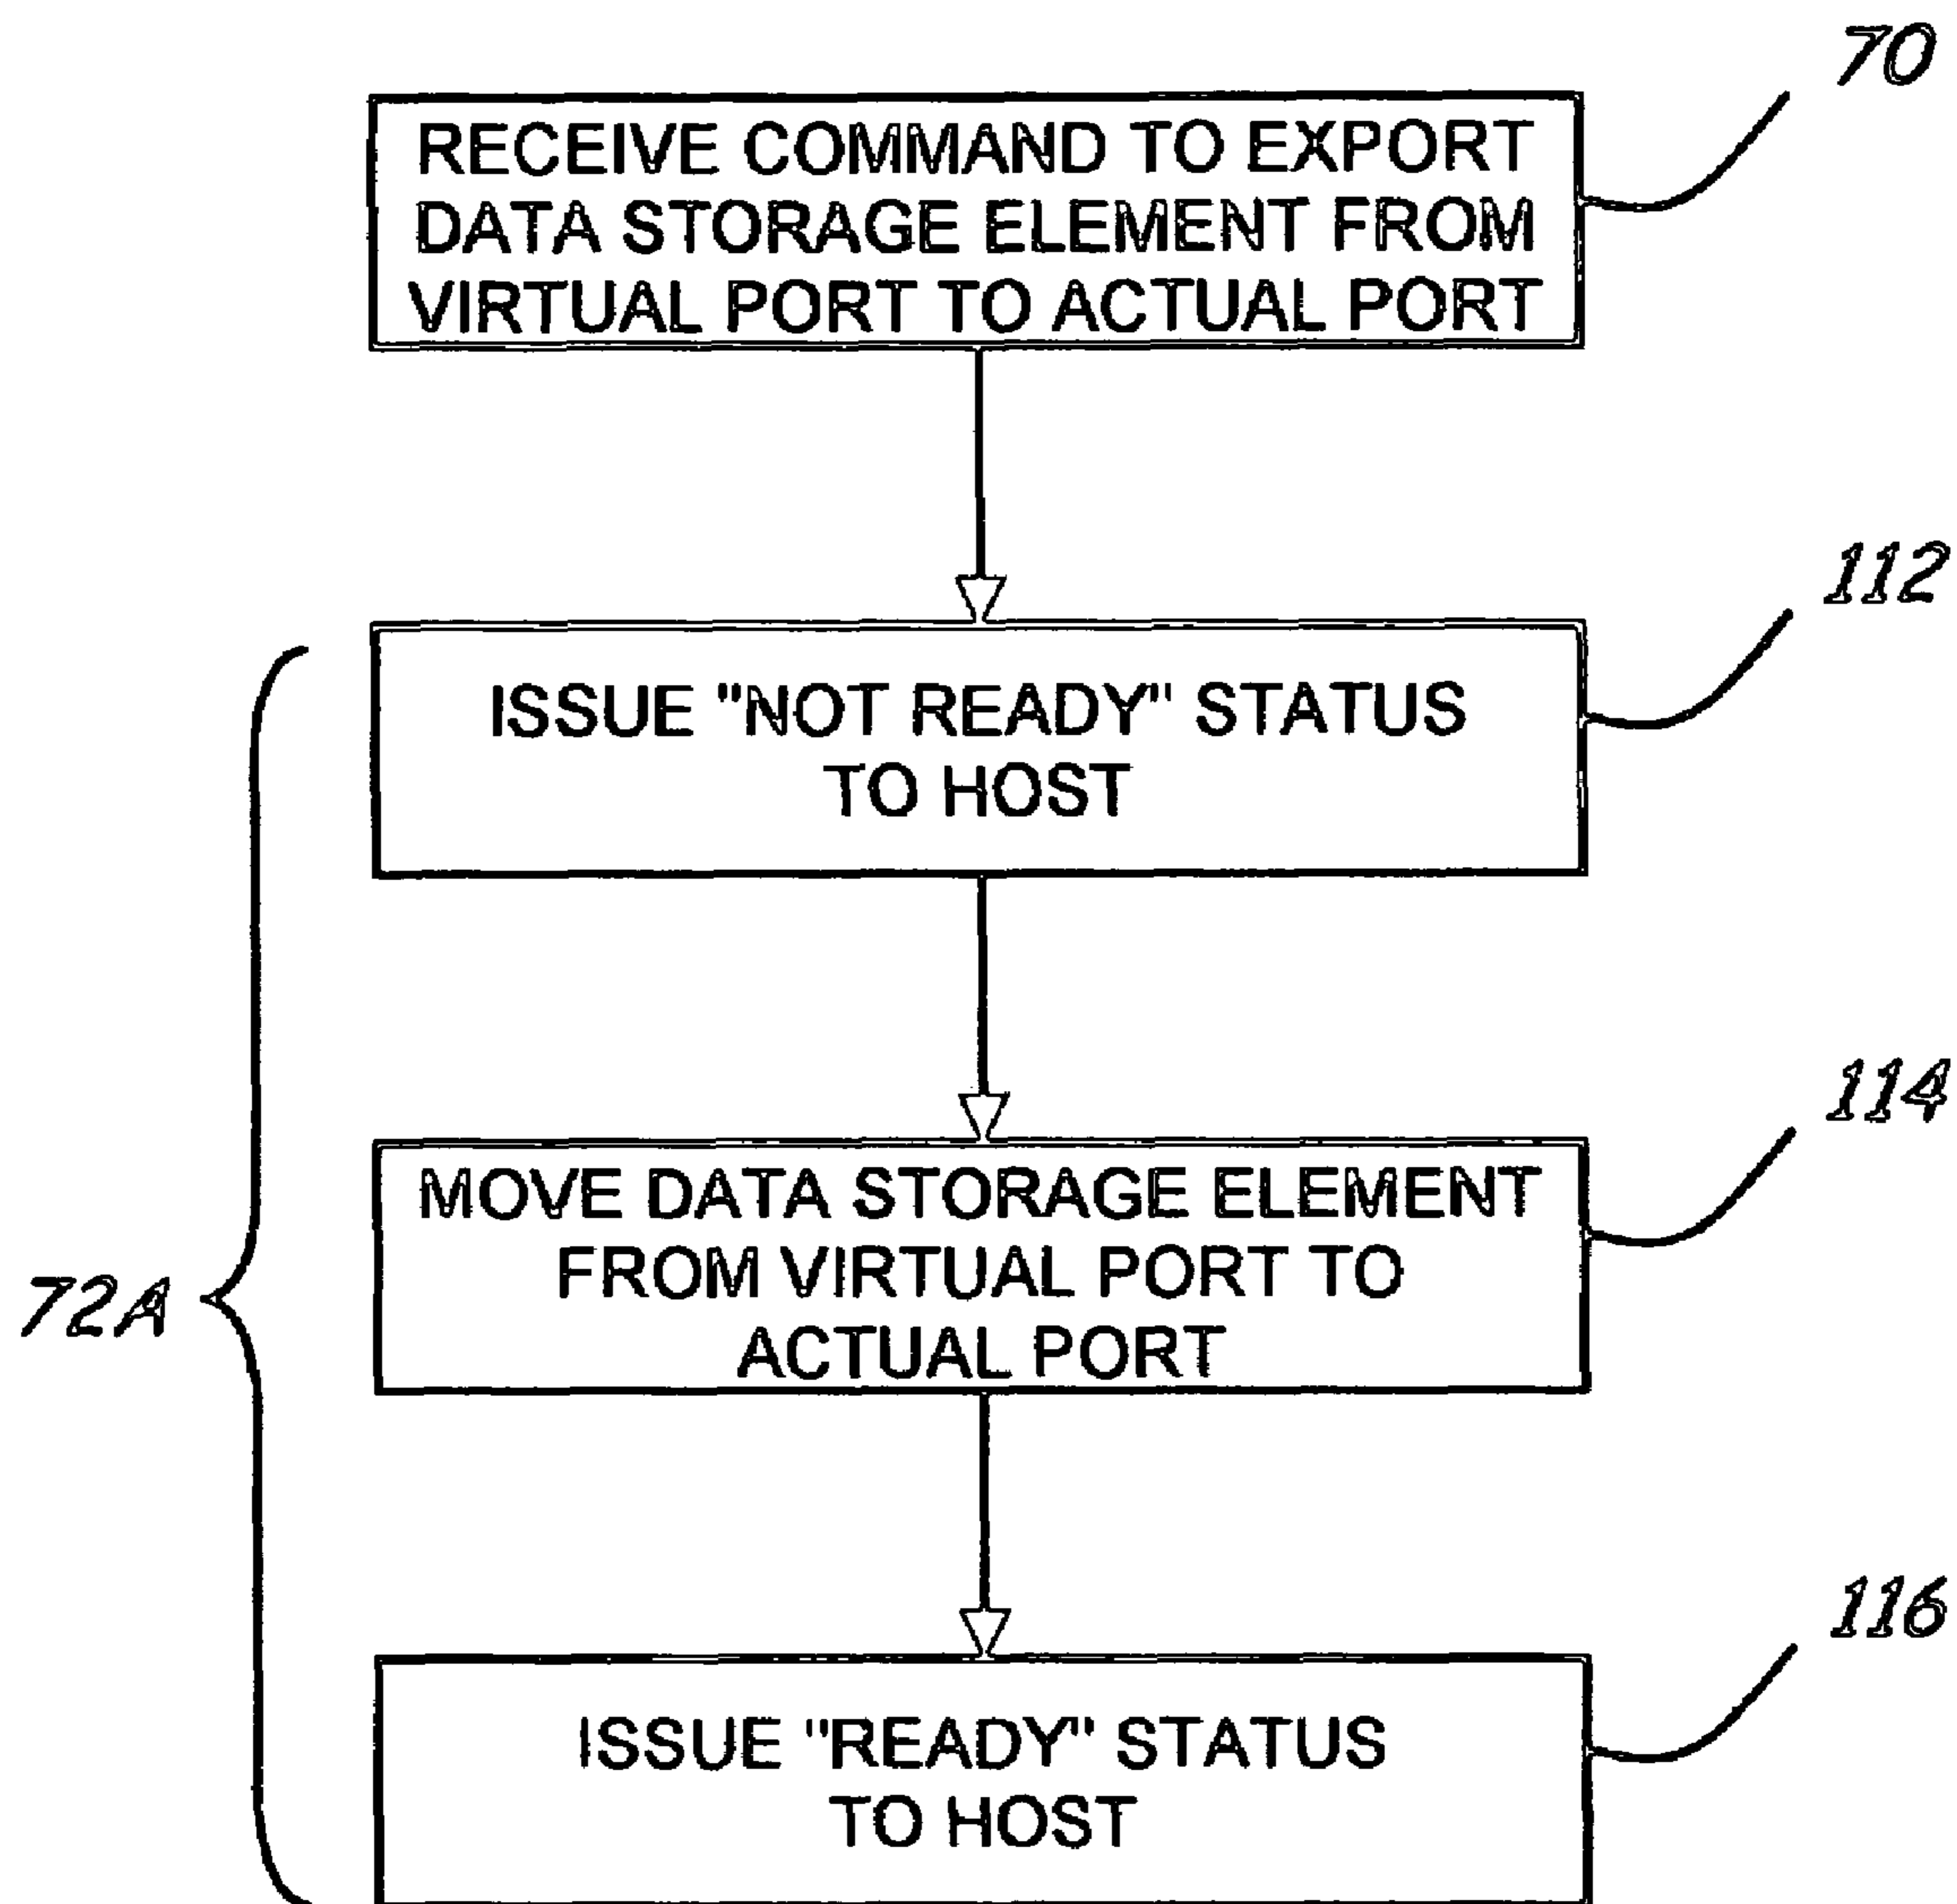 70
RECEIVE COMMAND TO EXPORT
DATA STORAGE ELEMENT FROM
VIRTUAL PORT TO ACTUAL PORT
112
ISSUE "NOT READY" STATUS
TO HOST
72A
114
MOVE DATA STORAGE ELEMENT
FROM VIRTUAL PORT TO
ACTUAL PORT
116
ISSUE "READY" STATUS
TO HOST